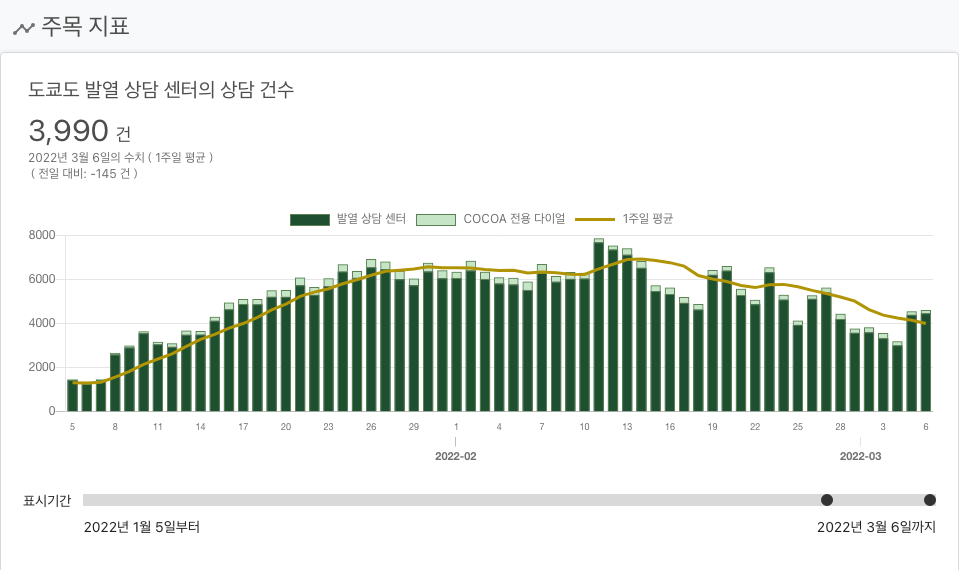 주목 지표
도쿄도 발열 상담 센터의 상담 건수
3,990 건
2022년 3월 6일의 수치 ( 1주일 평균 )
( 전일 대비: -145 건 )
발열 상담 센터 COCOA 전용 다이얼 1주일 평균
8000
6000
4000
2000
0
5 8 11 14 17 20 23 26 29 1 4 7 10 13 16 19 22 25 28 3 6
2022-02 2022-03
표시기간
2022년 1월 5일부터 2022년 3월 6일까지